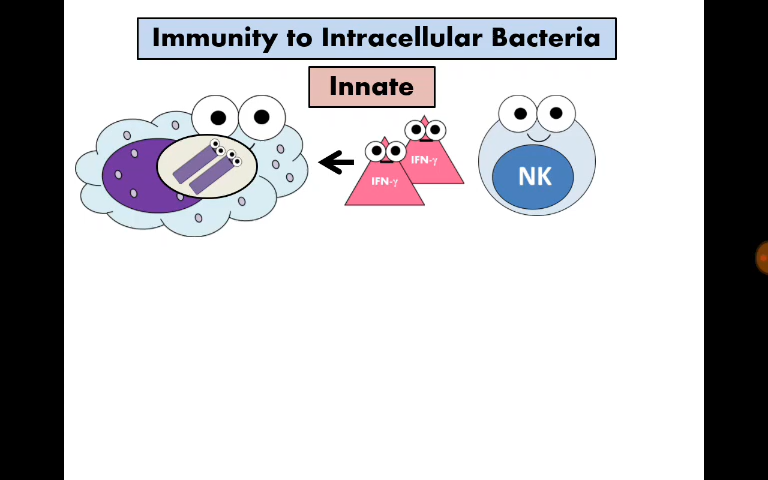 Immunity to Intracellular Bacteria
Innate
IFN-γ
IFN-γ
NK